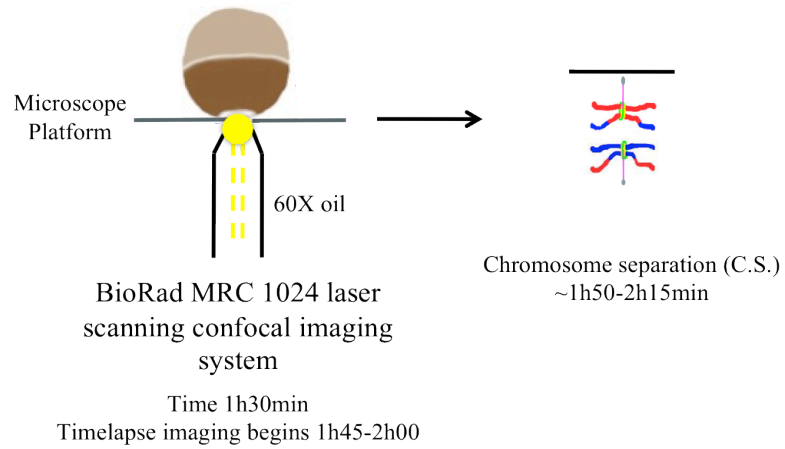 Microscope
Platform
60X oil
BioRad MRC 1024 laser
scanning confocal imaging
system
Time 1h30min
Timelapse imaging begins 1h45-2h00
Chromosome separation (C.S.)
~1h50-2h15min